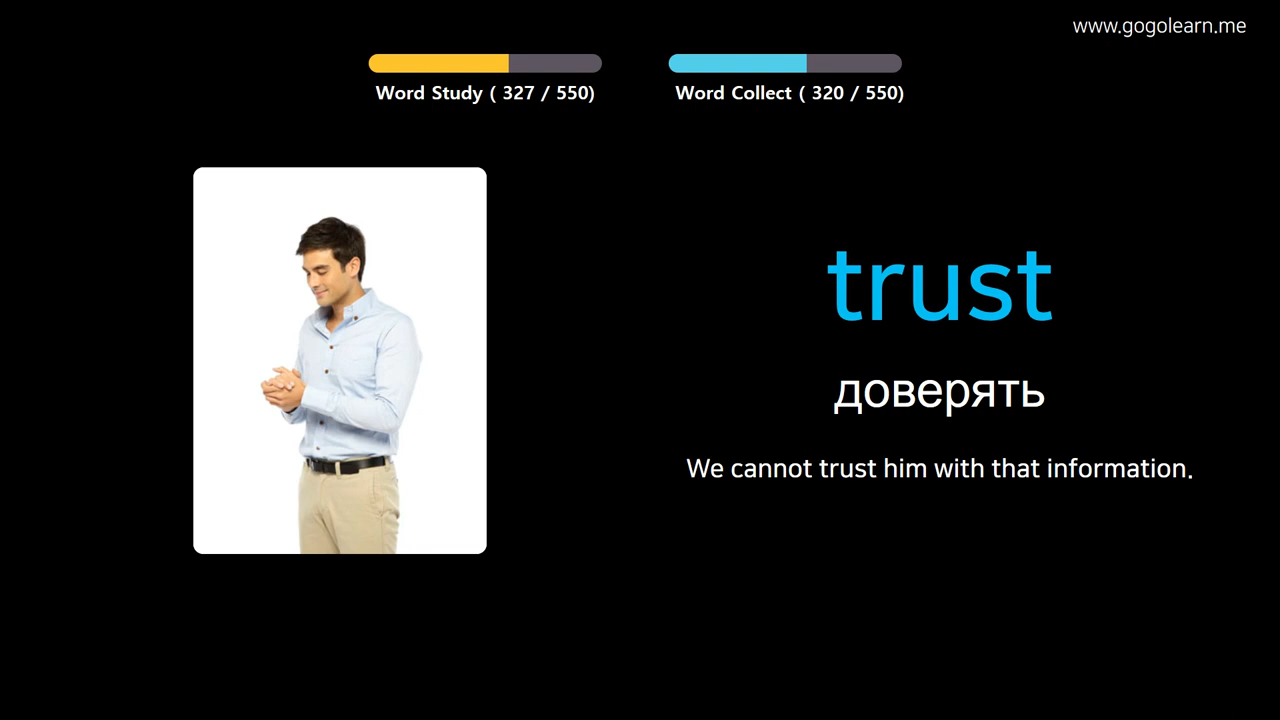 www.gogolearn.me
Word Study ( 327 / 550)
Word Collect ( 320 / 550)
trust
доверять
We cannot trust him with that information.